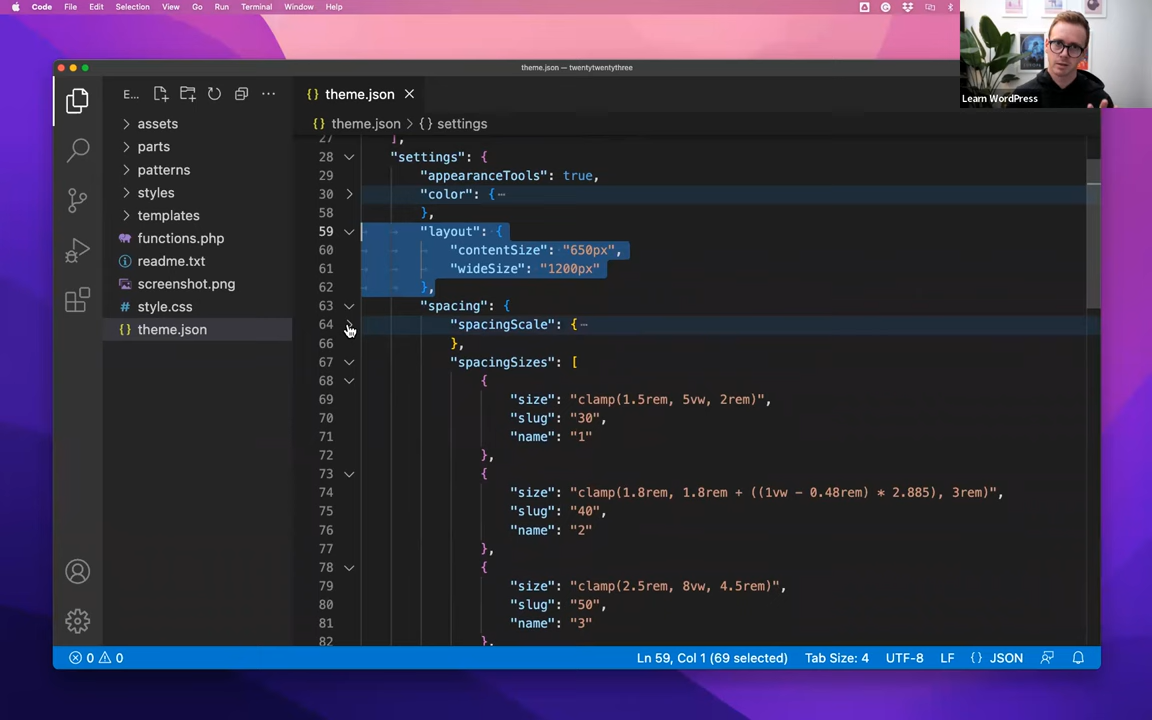 Code File Edit Selection View Go Run Terminal Window Help
Learn WordPress
theme.json — twentytwentythree
E...
theme.json
assets
parts
patterns
styles
templates
functions.php
readme.txt
screenshot.png
style.css
theme.json
theme.json > {} settings
27 ],
28 "settings": {
29 "appearanceTools": true,
30 "color": {
58 },
59 "layout": {
60 "contentSize": "650px",
61 "wideSize": "1200px"
62 },
63 "spacing": {
64 "spacingScale": {
66 },
67 "spacingSizes": [
68 {
69 "size": "clamp(1.5rem, 5vw, 2rem)",
70 "slug": "30",
71 "name": "1"
72 },
73 {
74 "size": "clamp(1.8rem, 1.8rem + ((1vw - 0.48rem) * 2.885), 3rem)",
75 "slug": "40",
76 "name": "2"
77 },
78 {
79 "size": "clamp(2.5rem, 8vw, 4.5rem)",
80 "slug": "50",
81 "name": "3"
82 },
0 0 Ln 59, Col 1 (69 selected) Tab Size: 4 UTF-8 LF {} JSON